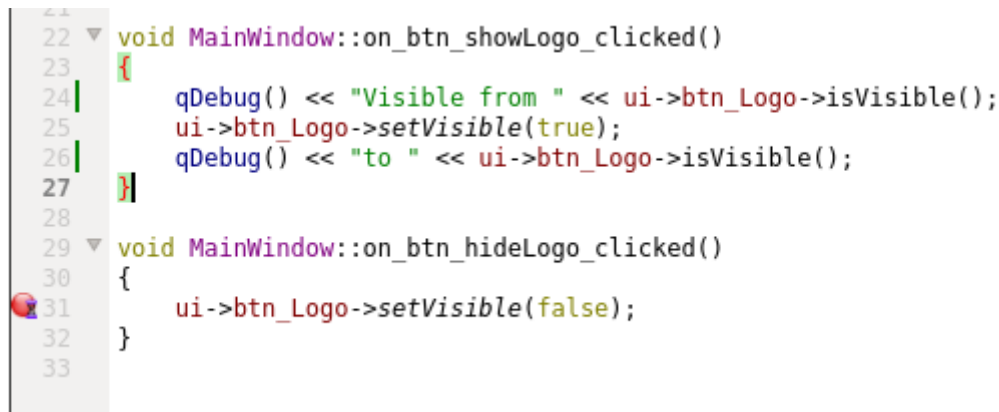 21
22 void MainWindow::on_btn_showLogo_clicked()
23 {
24 qDebug() << "Visible from " << ui->btn_Logo->isVisible();
25 ui->btn_Logo->setVisible(true);
26 qDebug() << "to " << ui->btn_Logo->isVisible();
27 }
28
29 void MainWindow::on_btn_hideLogo_clicked()
30 {
31 ui->btn_Logo->setVisible(false);
32 }
33